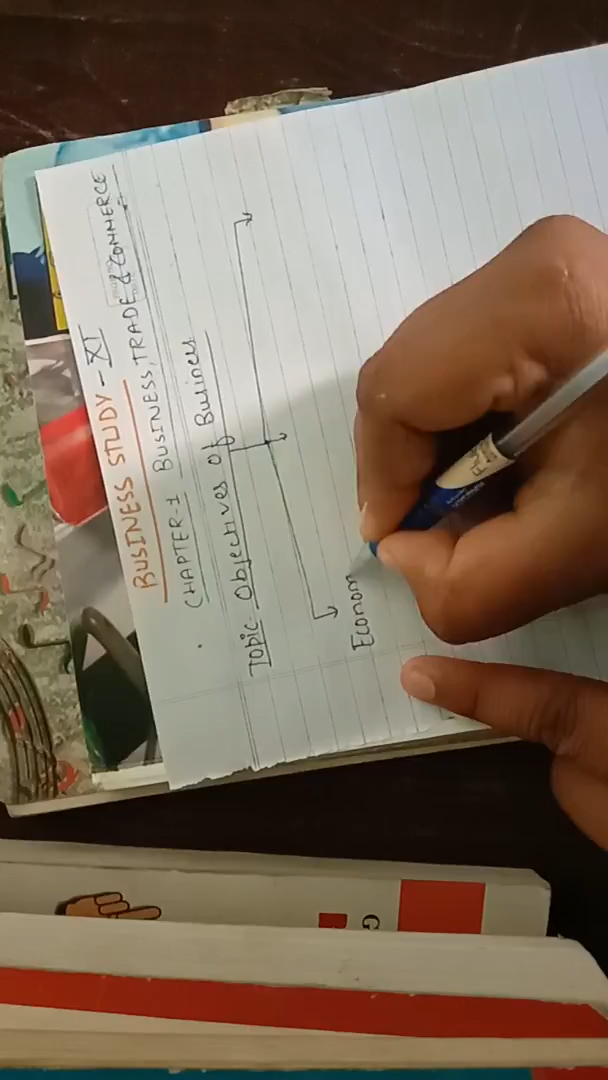 BUSINESS STUDY - XI
CHAPTER-1 BUSINESS, TRADE & COMMERCE
TOPIC- Objectives of Business
Econom
G